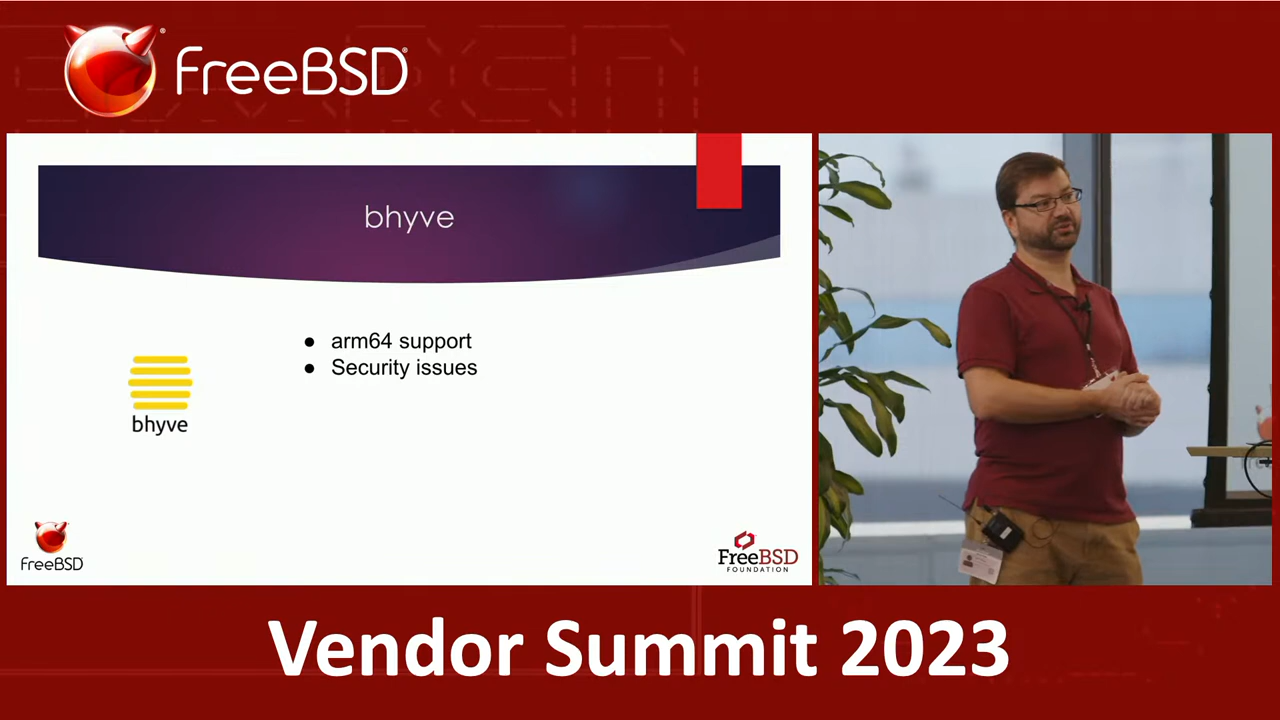 FreeBSD®
bhyve
● arm64 support
● Security issues
bhyve
FreeBSD
FreeBSD
FOUNDATION
Vendor Summit 2023